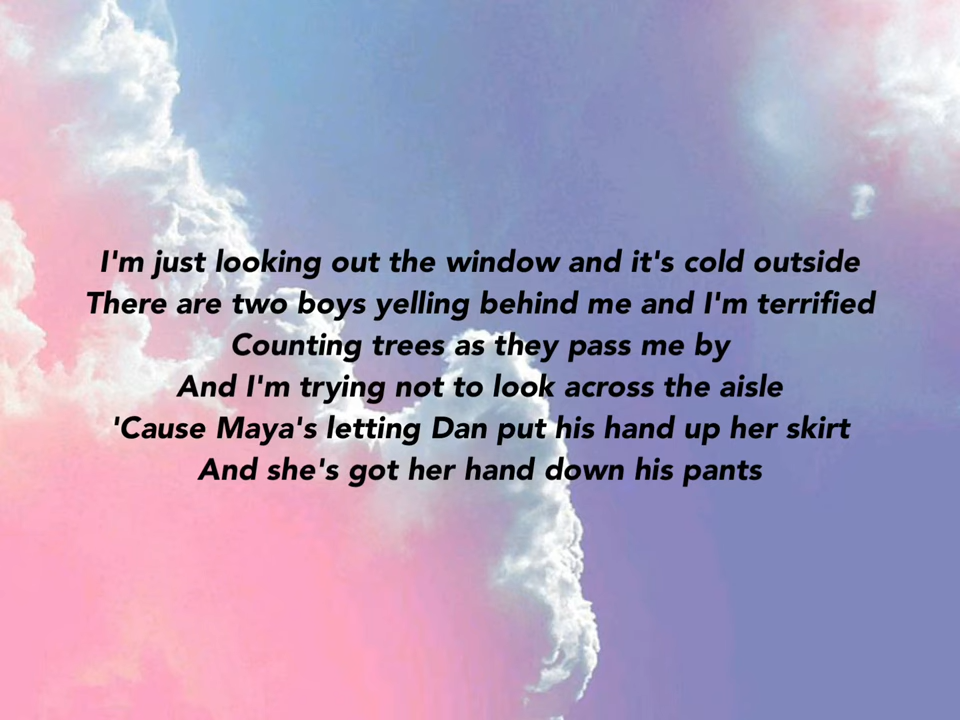 I'm just looking out the window and it's cold outside
There are two boys yelling behind me and I'm terrified
Counting trees as they pass me by
And I'm trying not to look across the aisle
'Cause Maya's letting Dan put his hand up her skirt
And she's got her hand down his pants